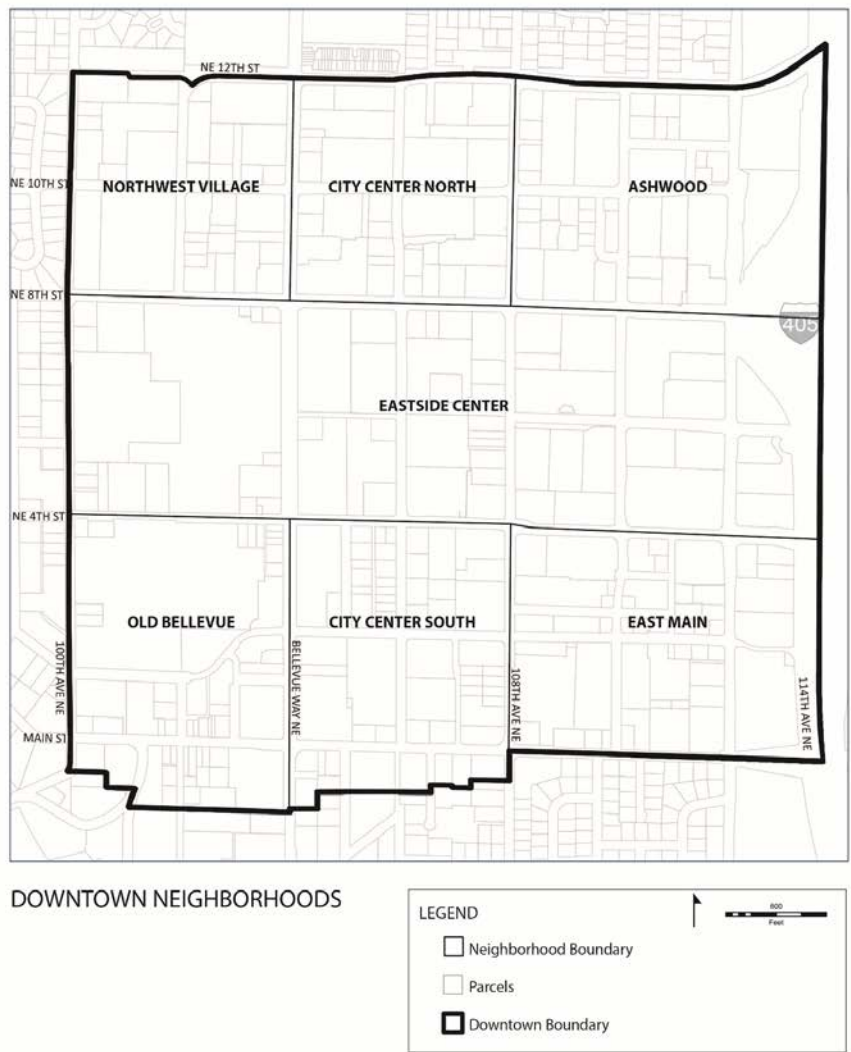 NE 12TH ST
NE 10TH ST
NORTHWEST VILLAGE
CITY CENTER NORTH
ASHWOOD
NE 8TH ST
405
EASTSIDE CENTER
NE 4TH ST
OLD BELLEVUE
CITY CENTER SOUTH
EAST MAIN
100TH AVE NE
BELLEVUE WAY NE
108TH AVE NE
114TH AVE NE
MAIN ST
DOWNTOWN NEIGHBORHOODS
LEGEND
800
Feet
Neighborhood Boundary
Parcels
Downtown Boundary